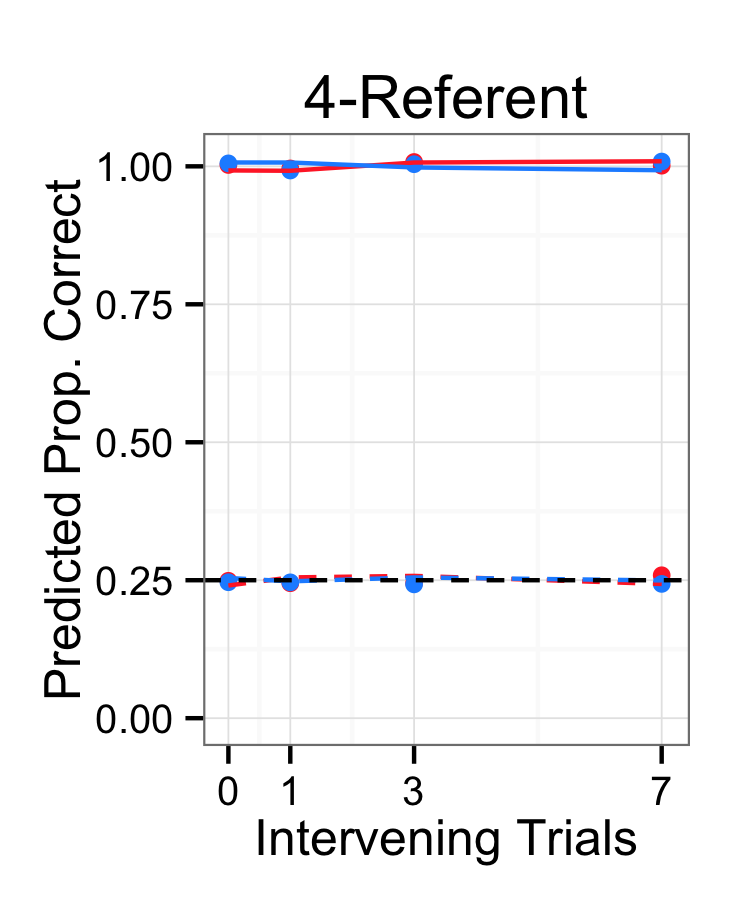 4-Referent
Predicted Prop. Correct
1.00
0.75
0.50
0.25
0.00
0 1 3 7
Intervening Trials